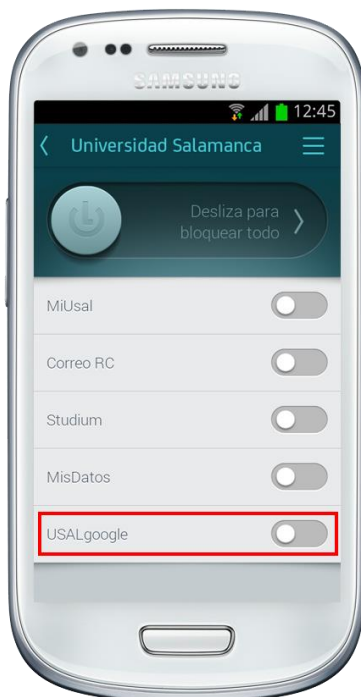 SAMSUNG
12:45
Universidad Salamanca
Desliza para
bloquear todo
MiUsal
Correo RC
Studium
MisDatos
USALgoogle